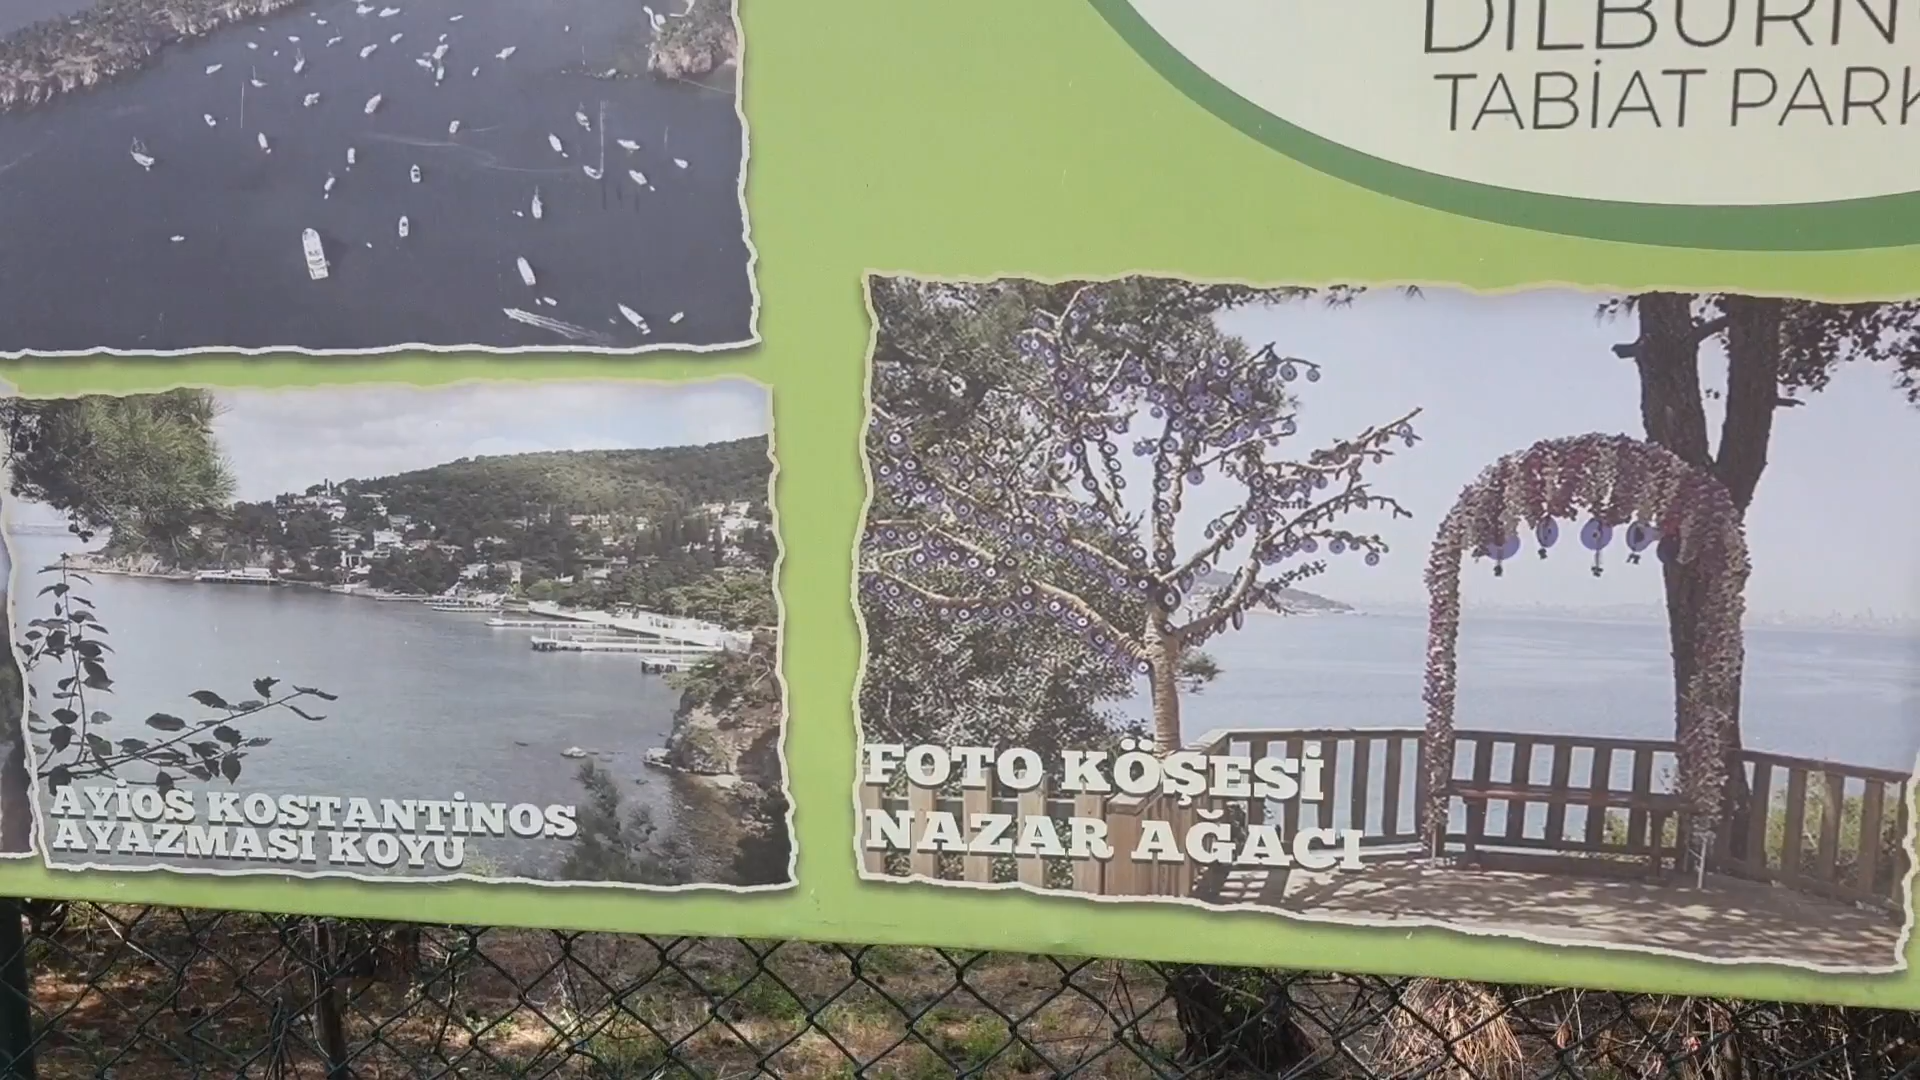 TABİAT PARK
AYİOS KOSTANTİNOS
AYAZMASI KOYU
FOTO KÖŞESİ
NAZAR AĞACI